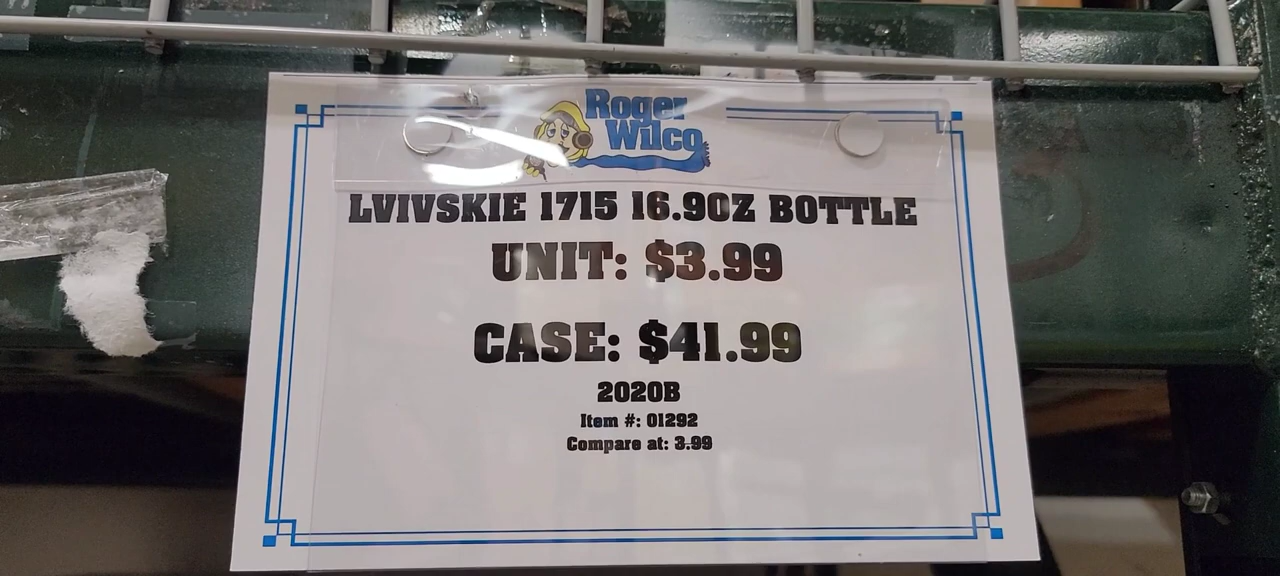 Roger
Wilco
LVIVSKIE 1715 16.9OZ BOTTLE
UNIT: $3.99
CASE: $41.99
2020B
Item #: 01292
Compare at: 3.99